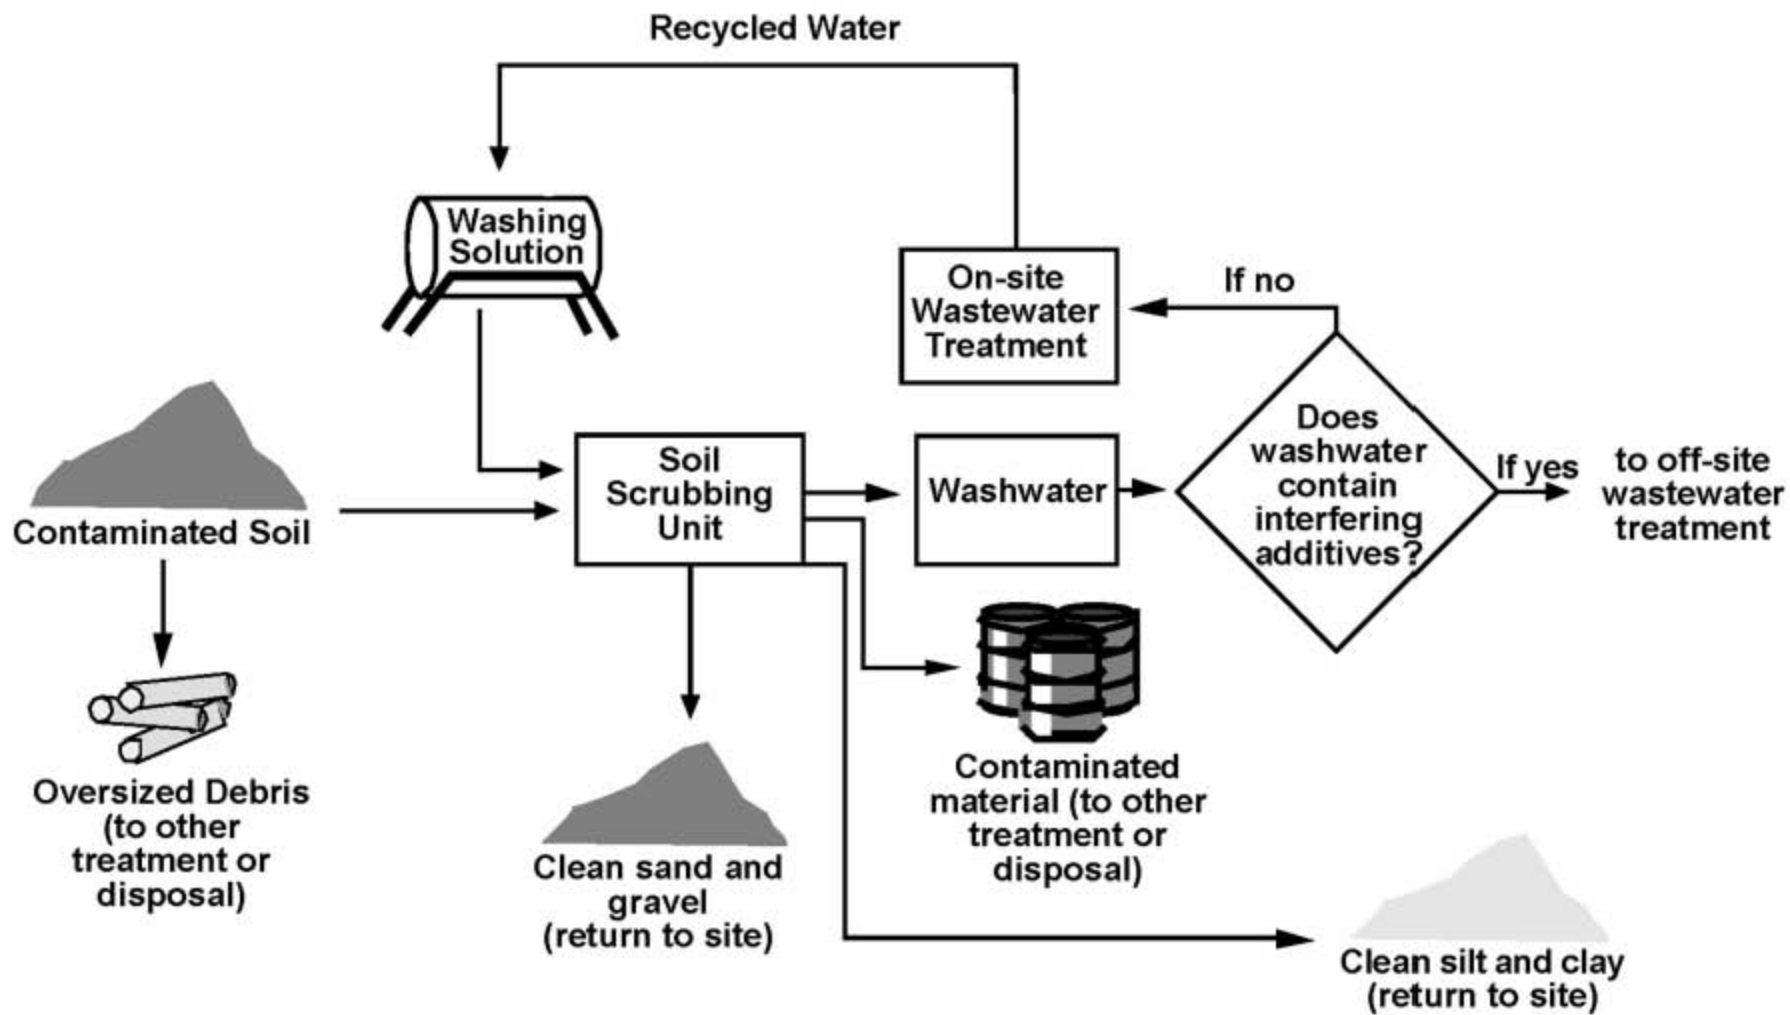 Recycled Water
Washing
Solution
On-site
Wastewater
Treatment
If no
Does
washwater
contain
interfering
additives?
If yes
to off-site
wastewater
treatment
Soil
Scrubbing
Unit
Washwater
Contaminated Soil
Oversized Debris
(to other
treatment or
disposal)
Clean sand and
gravel
(return to site)
Contaminated
material (to other
treatment or
disposal)
Clean silt and clay
(return to site)